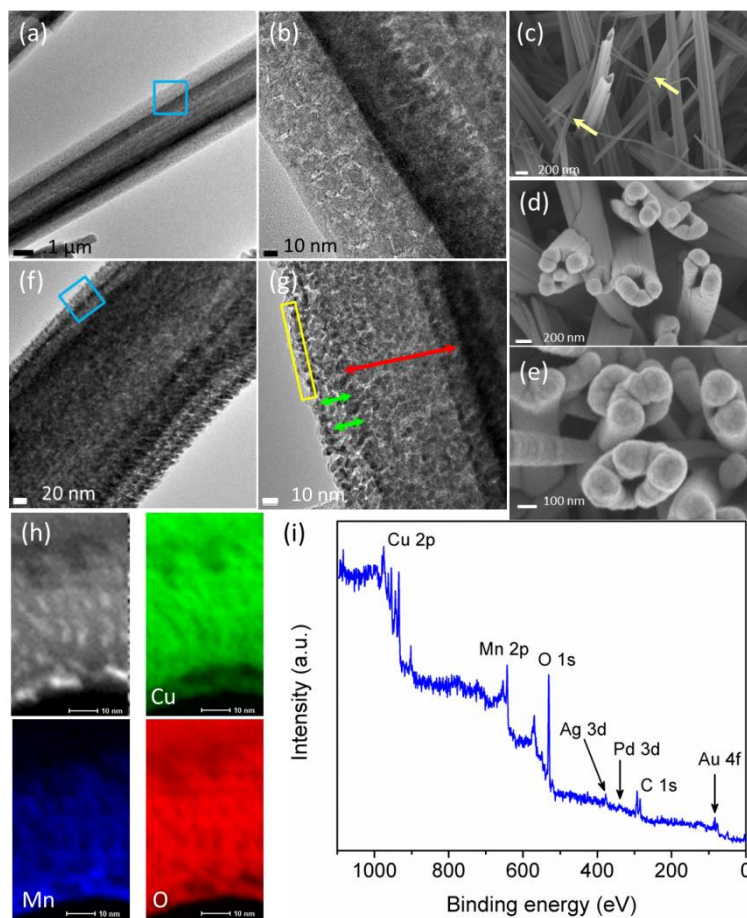 (a)
.1 µm
(b)
10 nm
(c)
200 nm
(d)
200 nm
(e)
100 nm
(f)
20 nm
(g)
10 nm
(h)
10 nm
Cu
10 nm
Mn
10 nm
O
10 nm
(i)
Cu 2p
Mn 2p
O 1s
Ag 3d
Pd 3d
C 1s
Au 4f
Intensity (a.u.)
1000 800 600 400 200 0
Binding energy (eV)